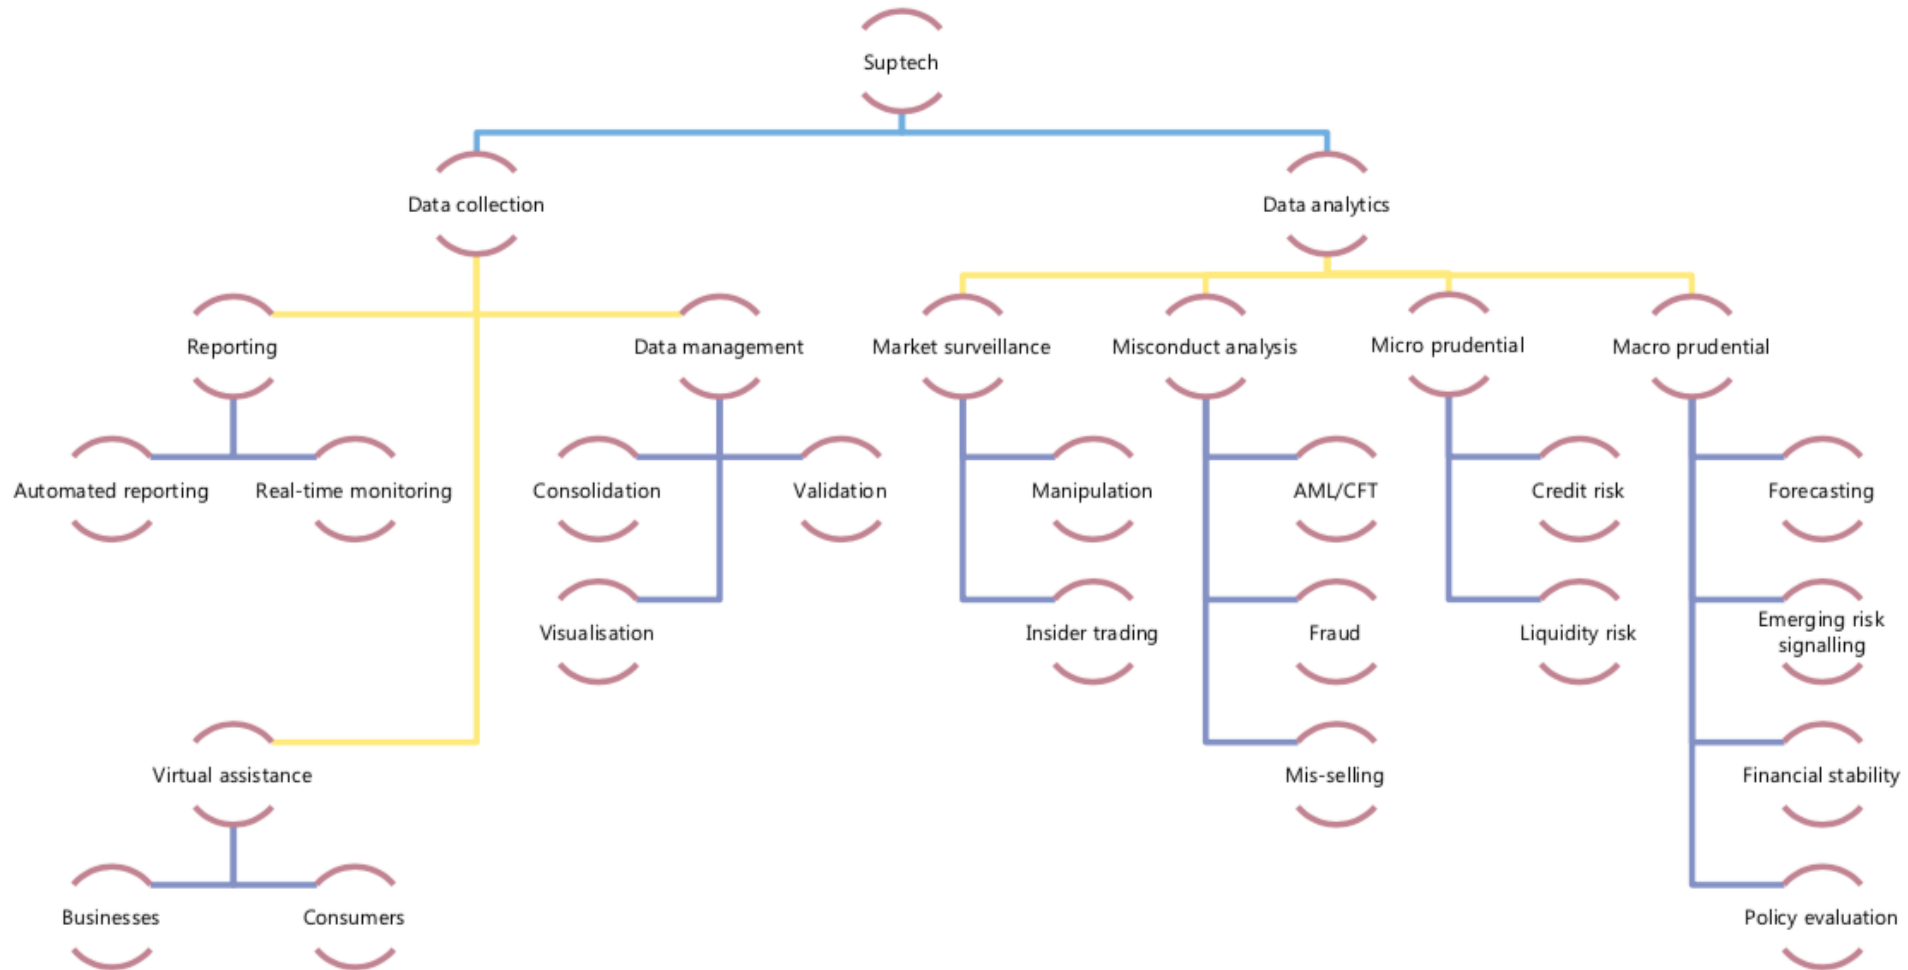 Suptech
Data collection
Data analytics
Reporting
Data management
Market surveillance
Misconduct analysis
Micro prudential
Macro prudential
Automated reporting
Real-time monitoring
Consolidation
Validation
Manipulation
AML/CFT
Credit risk
Forecasting
Visualisation
Insider trading
Fraud
Liquidity risk
Emerging risk
signalling
Virtual assistance
Mis-selling
Financial stability
Businesses
Consumers
Policy evaluation